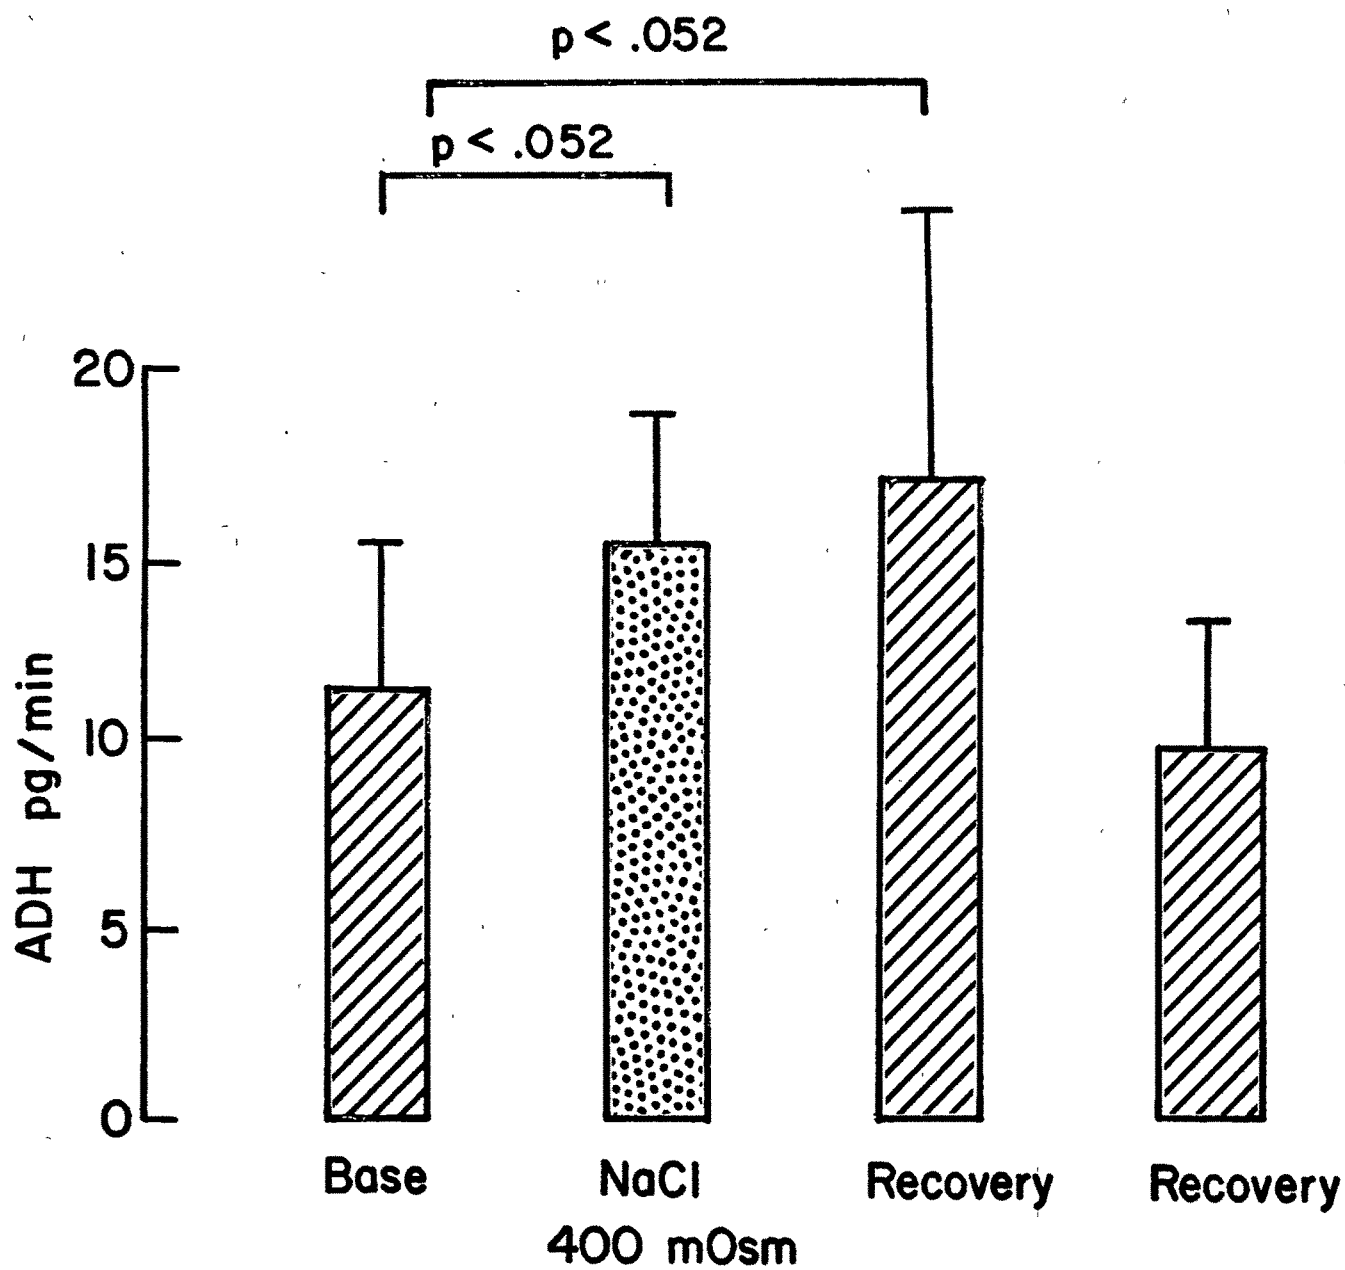 p < .052
p < .052
20
15
10
5
0
ADH pg/min
Base
NaCl
Recovery
Recovery
400 mOsm